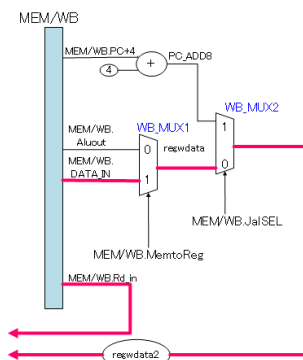 MEM/WB
MEM/WB.PC+4
4
+
PC_ADD8
WB_MUX2
MEM/WB.
Aluout
WB_MUX1
0
regwdata
1
MEM/WB.
DATA_IN
1
0
MEM/WB.JalSEL
MEM/WB.MemtoReg
MEM/WB.Rd_in
regwdata2